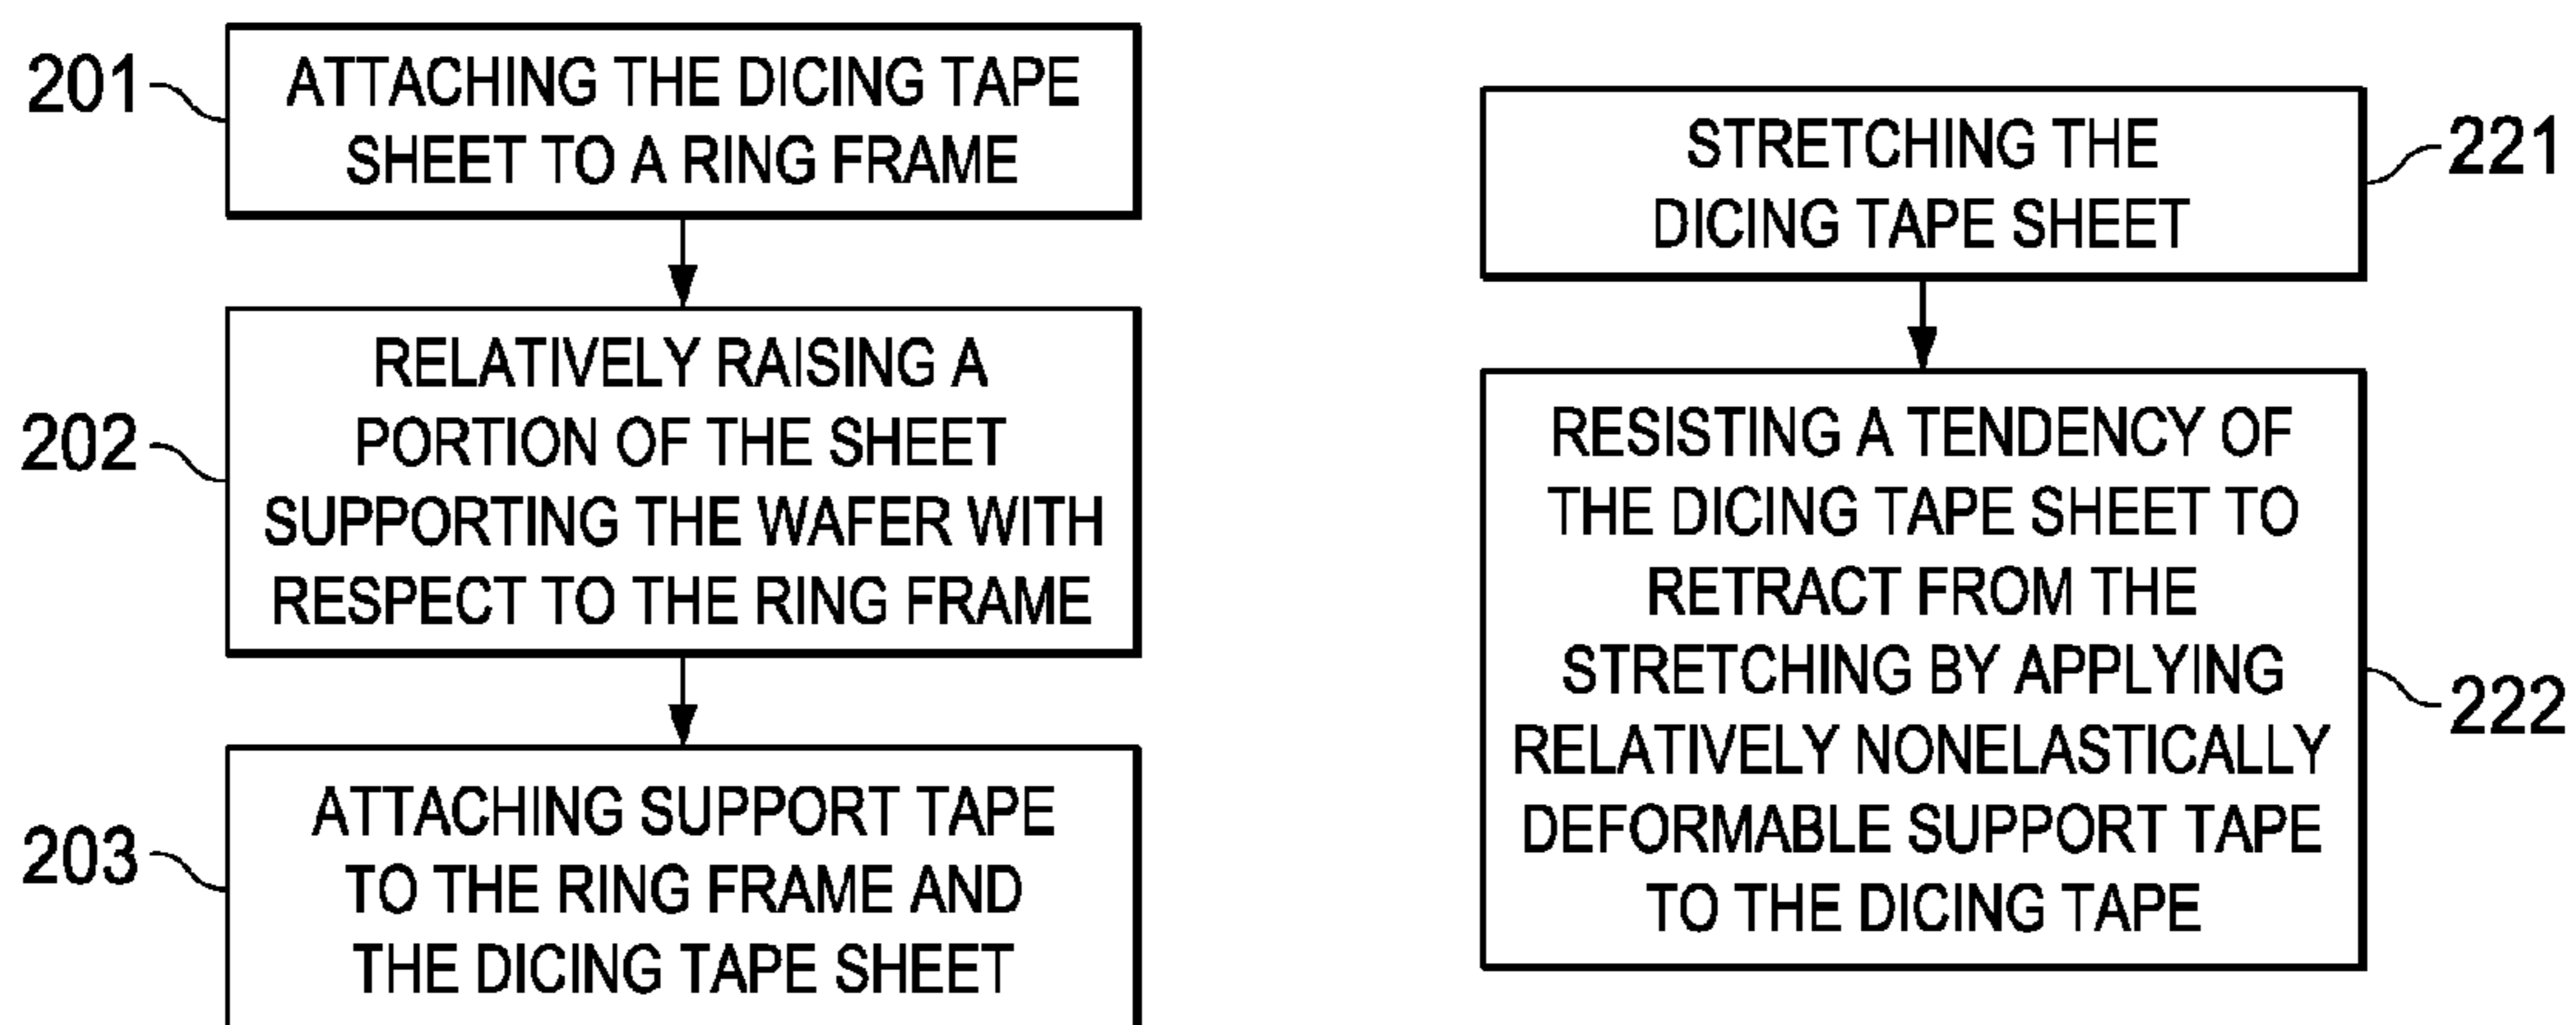 201
ATTACHING THE DICING TAPE
SHEET TO A RING FRAME
202
RELATIVELY RAISING A
PORTION OF THE SHEET
SUPPORTING THE WAFER WITH
RESPECT TO THE RING FRAME
203
ATTACHING SUPPORT TAPE
TO THE RING FRAME AND
THE DICING TAPE SHEET
STRETCHING THE
DICING TAPE SHEET
221
RESISTING A TENDENCY OF
THE DICING TAPE SHEET TO
RETRACT FROM THE
STRETCHING BY APPLYING
RELATIVELY NONELASTICALLY
DEFORMABLE SUPPORT TAPE
TO THE DICING TAPE
222